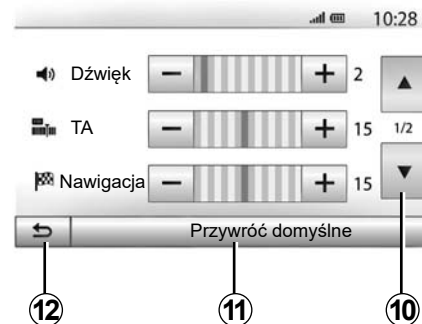 10:28
Dźwięk 2
TA 15 1/2
Nawigacja 15
Przywróć domyślne
12 11 10